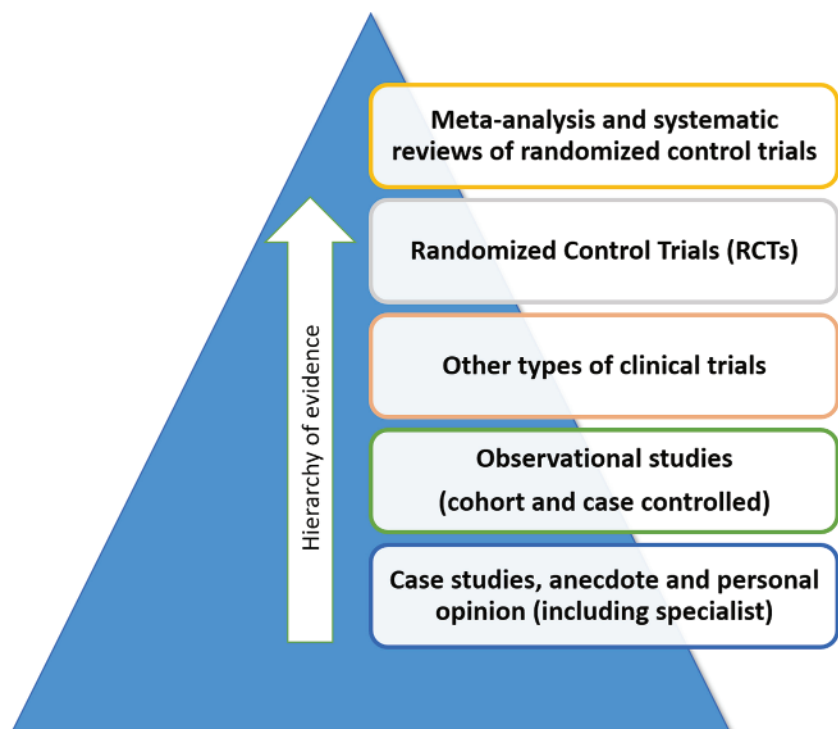 Meta-analysis and systematic
reviews of randomized control trials
Randomized Control Trials (RCTs)
Other types of clinical trials
Observational studies
(cohort and case controlled)
Case studies, anecdote and personal
opinion (including specialist)
Hierarchy of evidence